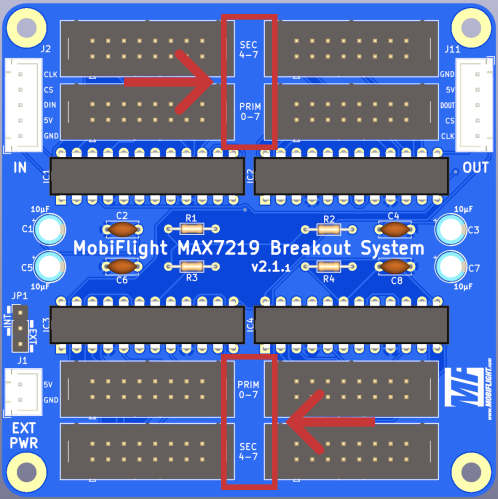 J2
SEC
4-7
J11
CLK
CS
DIN
5V
GND
PRIM
0-7
GND
5V
DOUT
CS
CLK
IN
OUT
IC1
IC2
10µF
C1
C2
R1
R2
C4
10µF
C3
MobiFlight MAX7219 Breakout System
v2.1.1
C5
10µF
C6
R3
R4
C8
C7
10µF
JP1
INT
EXT
IC3
IC4
J1
5V
GND
EXT
PWR
PRIM
0-7
SEC
4-7
MF
www.MOBIFLIGHT.com